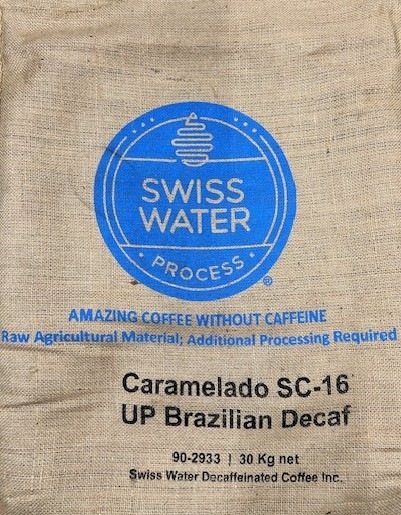 SWISS
WATER
PROCESS
®
AMAZING COFFEE WITHOUT CAFFEINE
Raw Agricultural Material; Additional Processing Required
Caramelado SC-16
UP Brazilian Decaf
90-2933 | 30 Kg net
Swiss Water Decaffeinated Coffee Inc.